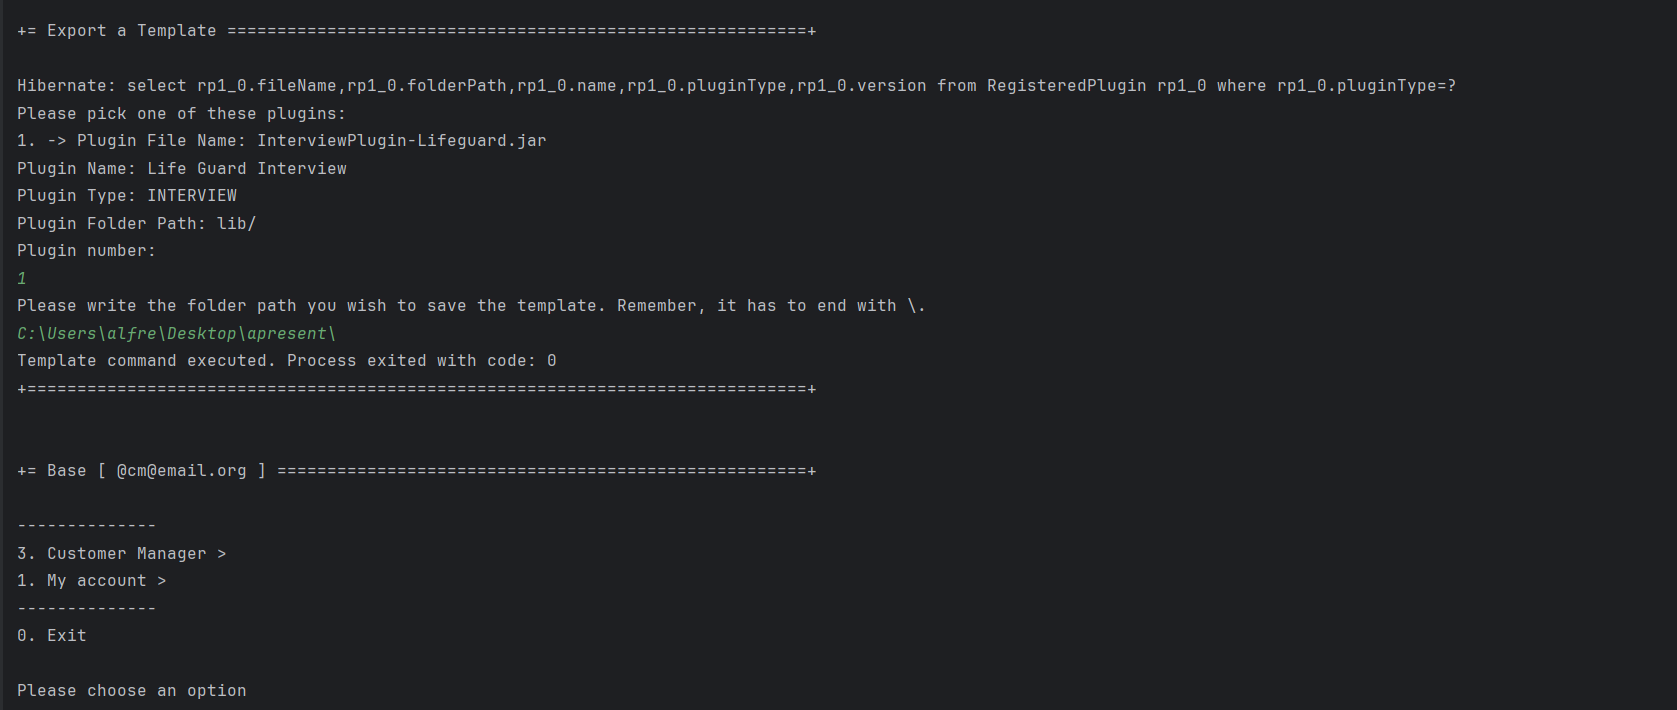 += Export a Template ==========================================================+
Hibernate: select rp1_0.fileName,rp1_0.folderPath,rp1_0.name,rp1_0.pluginType,rp1_0.version from RegisteredPlugin rp1_0 where rp1_0.pluginType=?
Please pick one of these plugins:
1. -> Plugin File Name: InterviewPlugin-Lifeguard.jar
Plugin Name: Life Guard Interview
Plugin Type: INTERVIEW
Plugin Folder Path: lib/
Plugin number:
1
Please write the folder path you wish to save the template. Remember, it has to end with \.
C:\Users\alfre\Desktop\apresent\
Template command executed. Process exited with code: 0
+==============================================================================+
+= Base [ @cm@email.org ] =====================================================+
--------------
3. Customer Manager >
1. My account >
--------------
0. Exit
Please choose an option